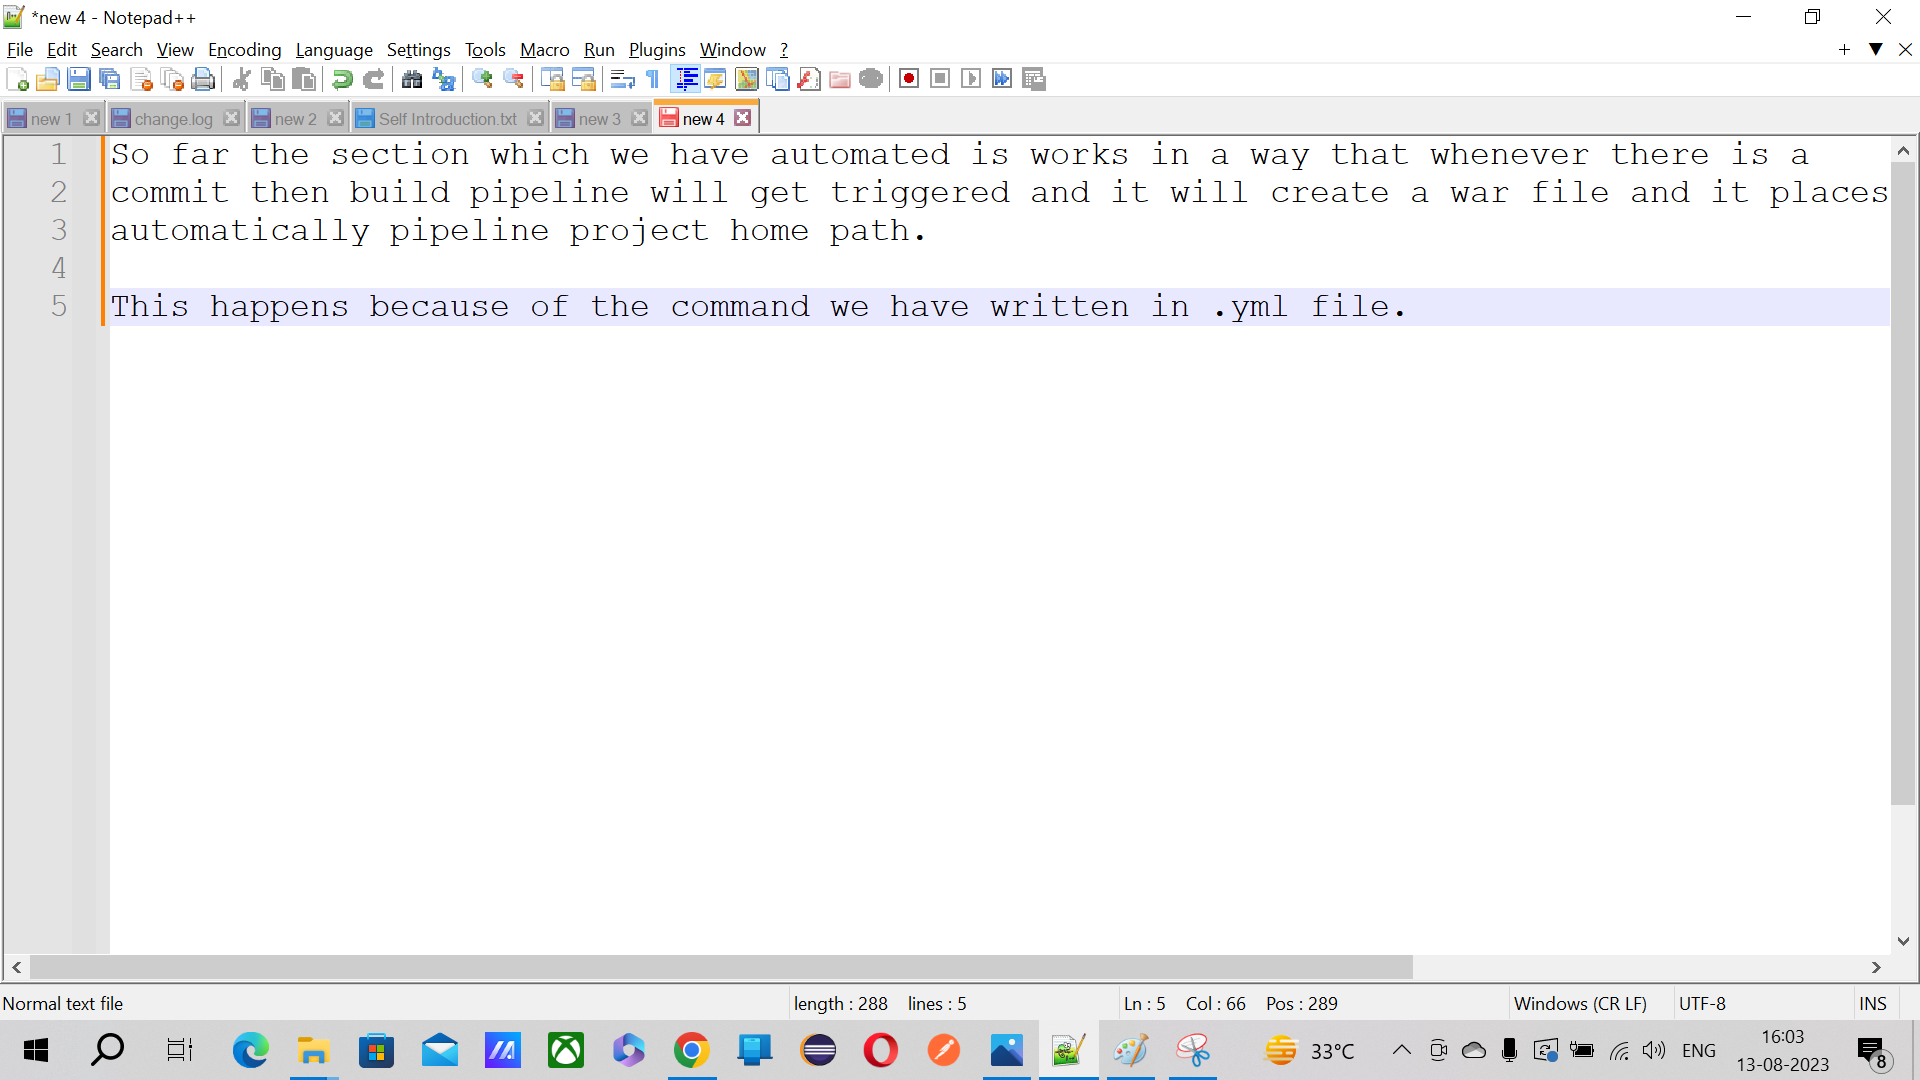 *new 4 - Notepad++
File Edit Search View Encoding Language Settings Tools Macro Run Plugins Window ?
new 1 change.log new 2 Self Introduction.txt new 3 new 4
1 So far the section which we have automated is works in a way that whenever there is a
2 commit then build pipeline will get triggered and it will create a war file and it places
3 automatically pipeline project home path.
4
5 This happens because of the command we have written in .yml file.
Normal text file length : 288 lines : 5 Ln : 5 Col : 66 Pos : 289 Windows (CR LF) UTF-8 INS
33°C ENG 16:03
13-08-2023 8